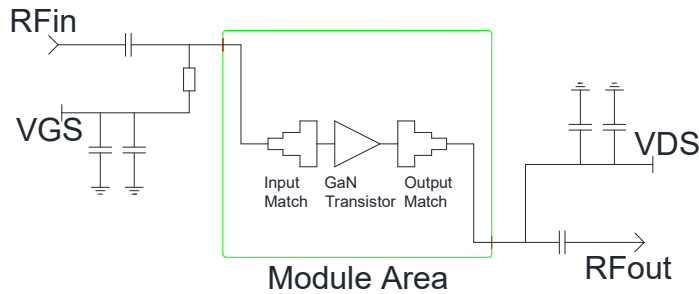 RFin
VGS
Input
Match
GaN
Transistor
Output
Match
VDS
RFout
Module Area